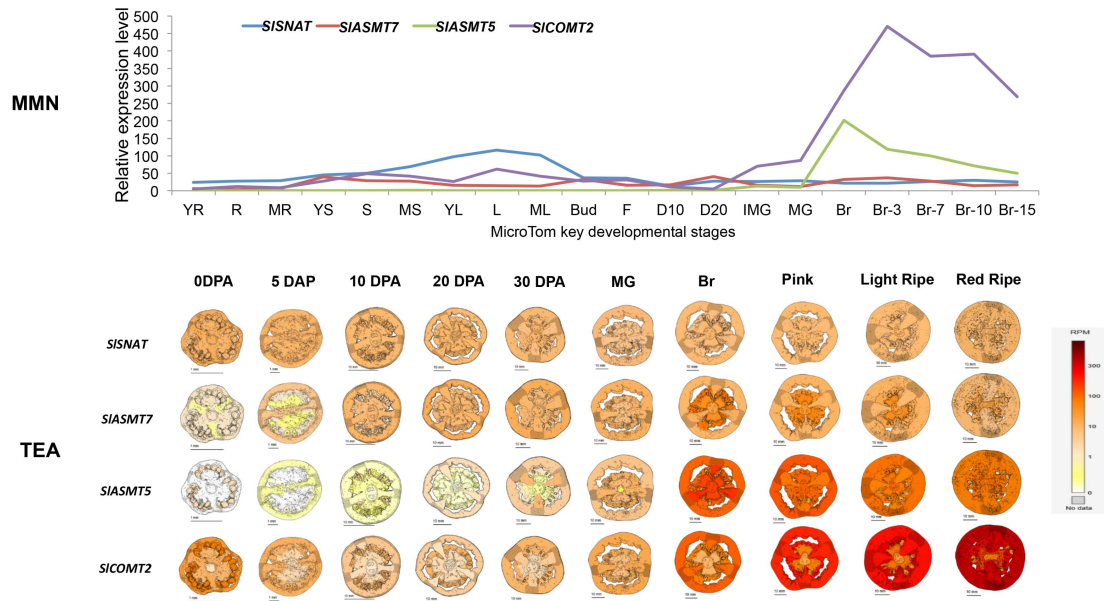 MMN
Relative expression level
500
450
400
350
300
250
200
150
100
50
0
SlSNAT SlASMT7 SlASMT5 SlCOMT2
YR R MR YS S MS YL L ML Bud F D10 D20 IMG MG Br Br-3 Br-7 Br-10 Br-15
MicroTom key developmental stages
TEA
0DPA 5 DAP 10 DPA 20 DPA 30 DPA MG Br Pink Light Ripe Red Ripe
SlSNAT
SlASMT7
SlASMT5
SlCOMT2
RPM
300
100
10
1
0
No data